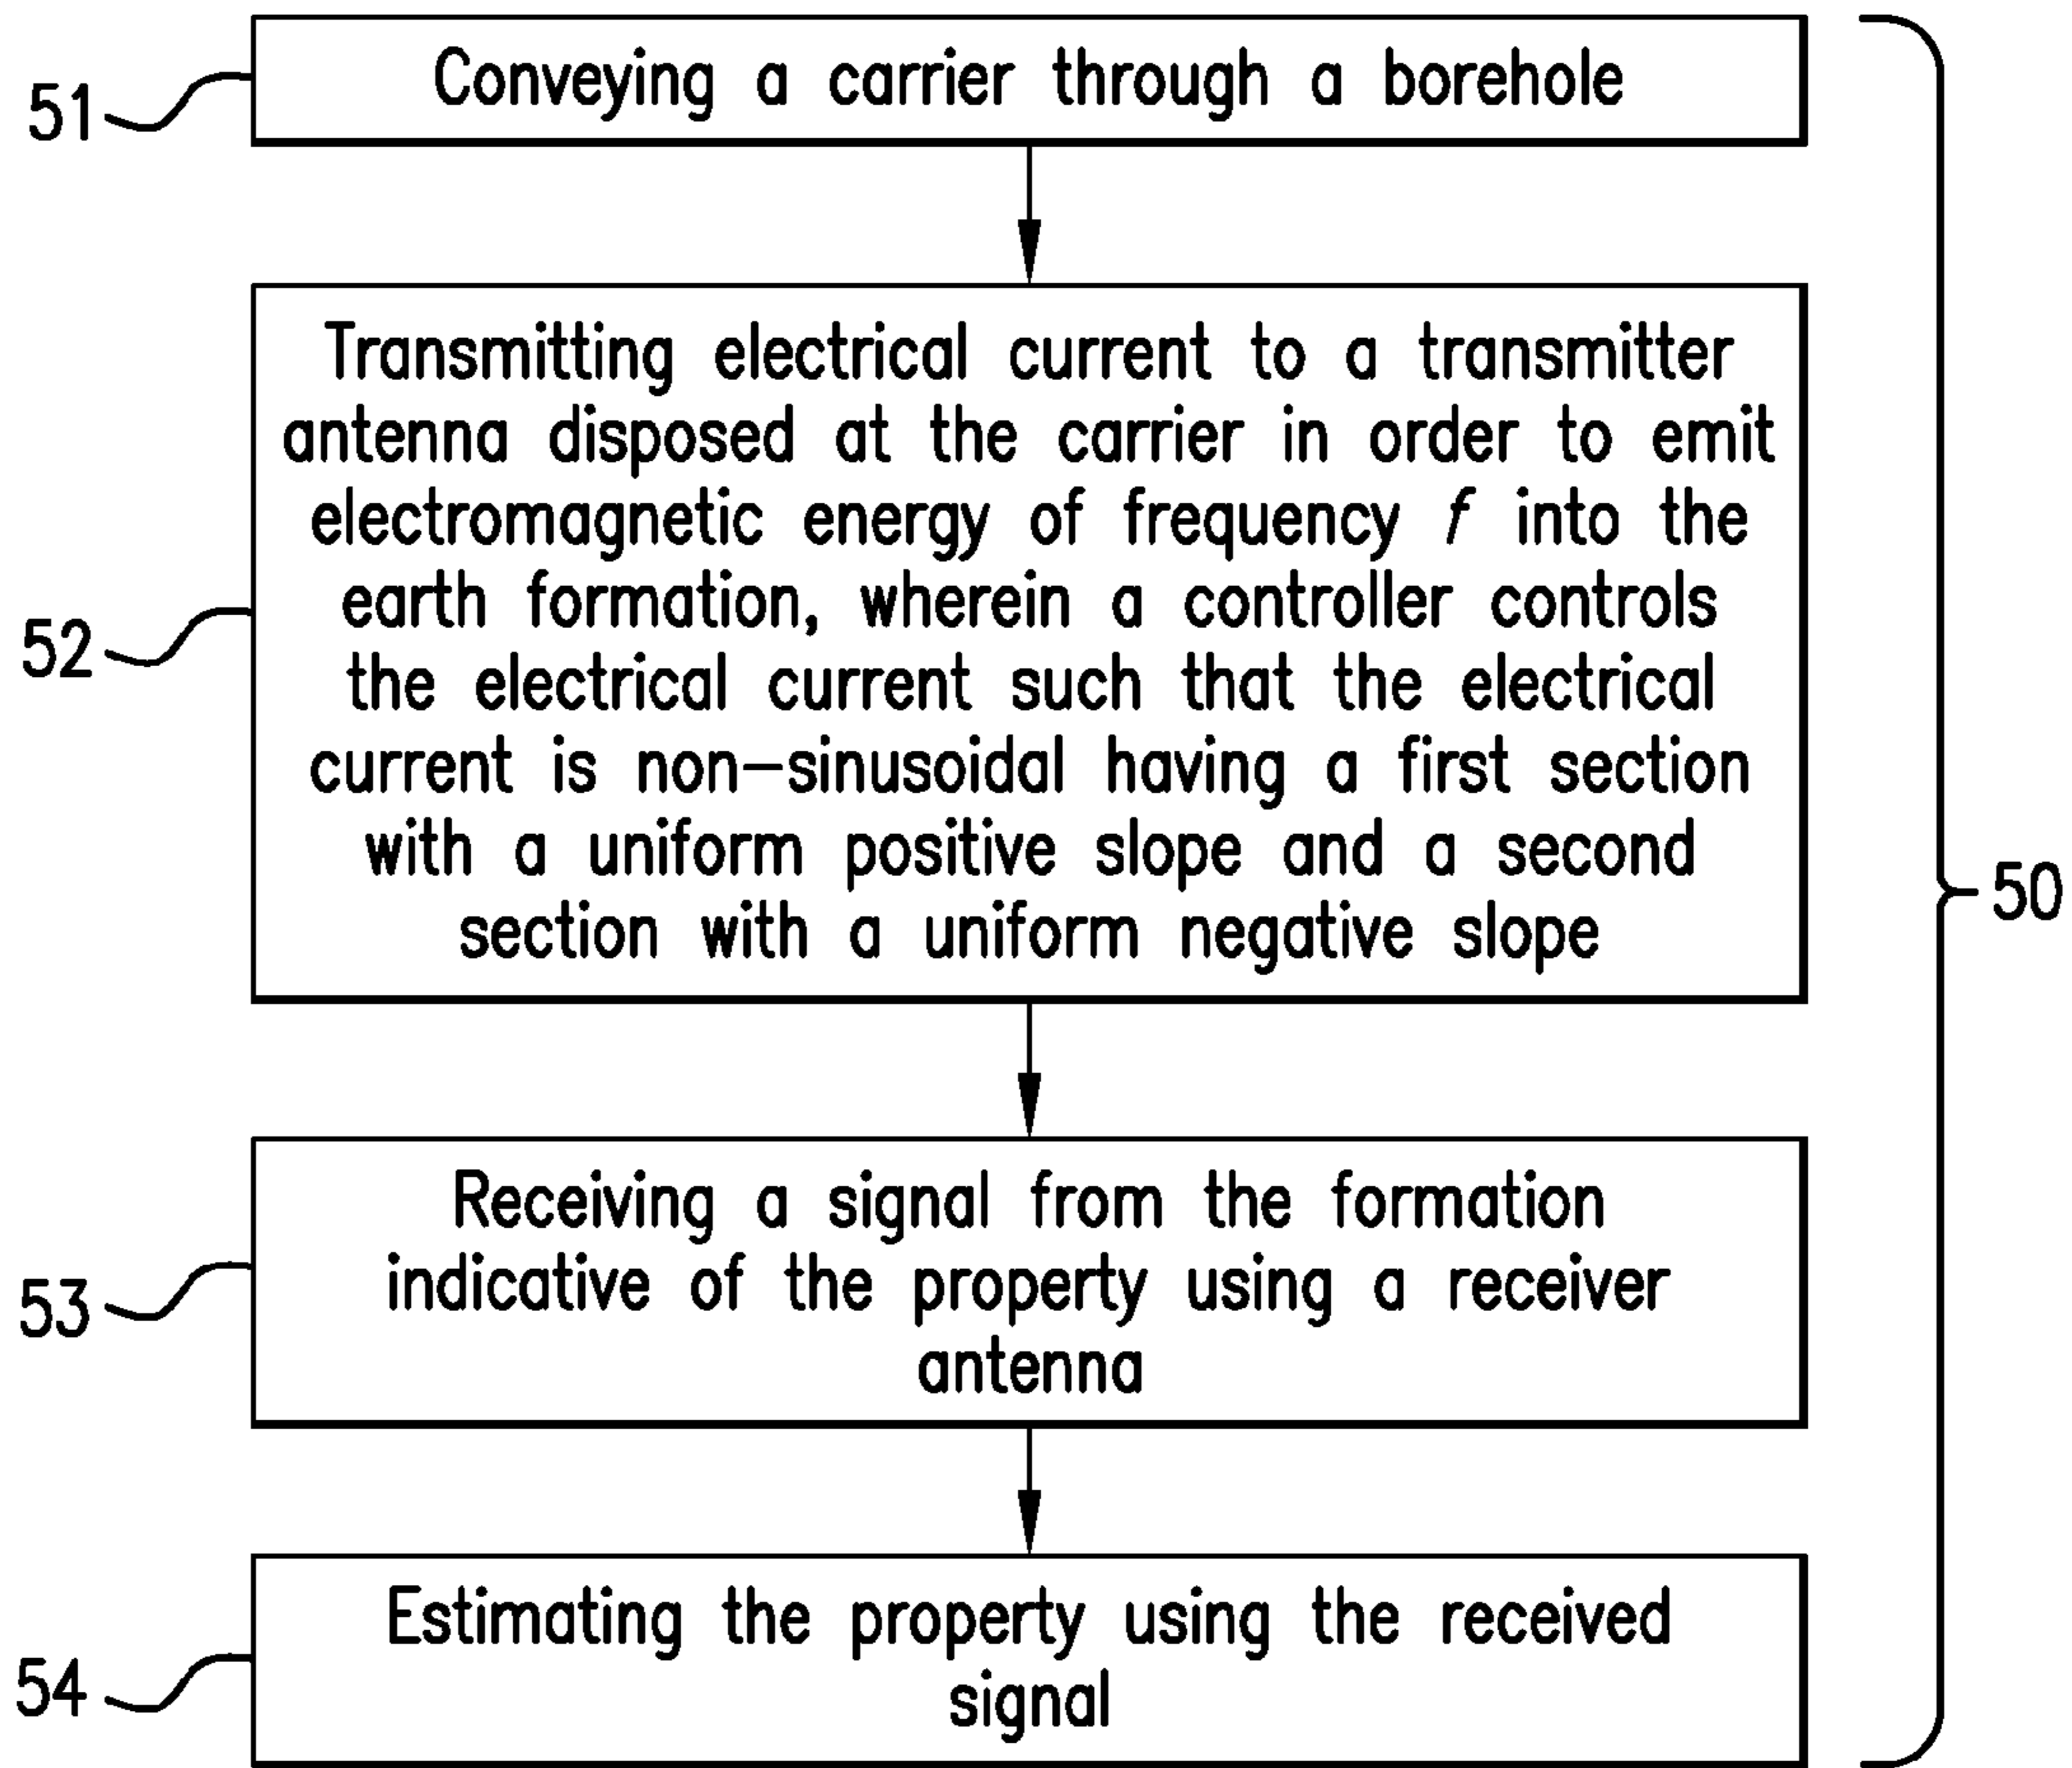 51
Conveying a carrier through a borehole
52
Transmitting electrical current to a transmitter
antenna disposed at the carrier in order to emit
electromagnetic energy of frequency f into the
earth formation, wherein a controller controls
the electrical current such that the electrical
current is non-sinusoidal having a first section
with a uniform positive slope and a second
section with a uniform negative slope
50
53
Receiving a signal from the formation
indicative of the property using a receiver
antenna
54
Estimating the property using the received
signal